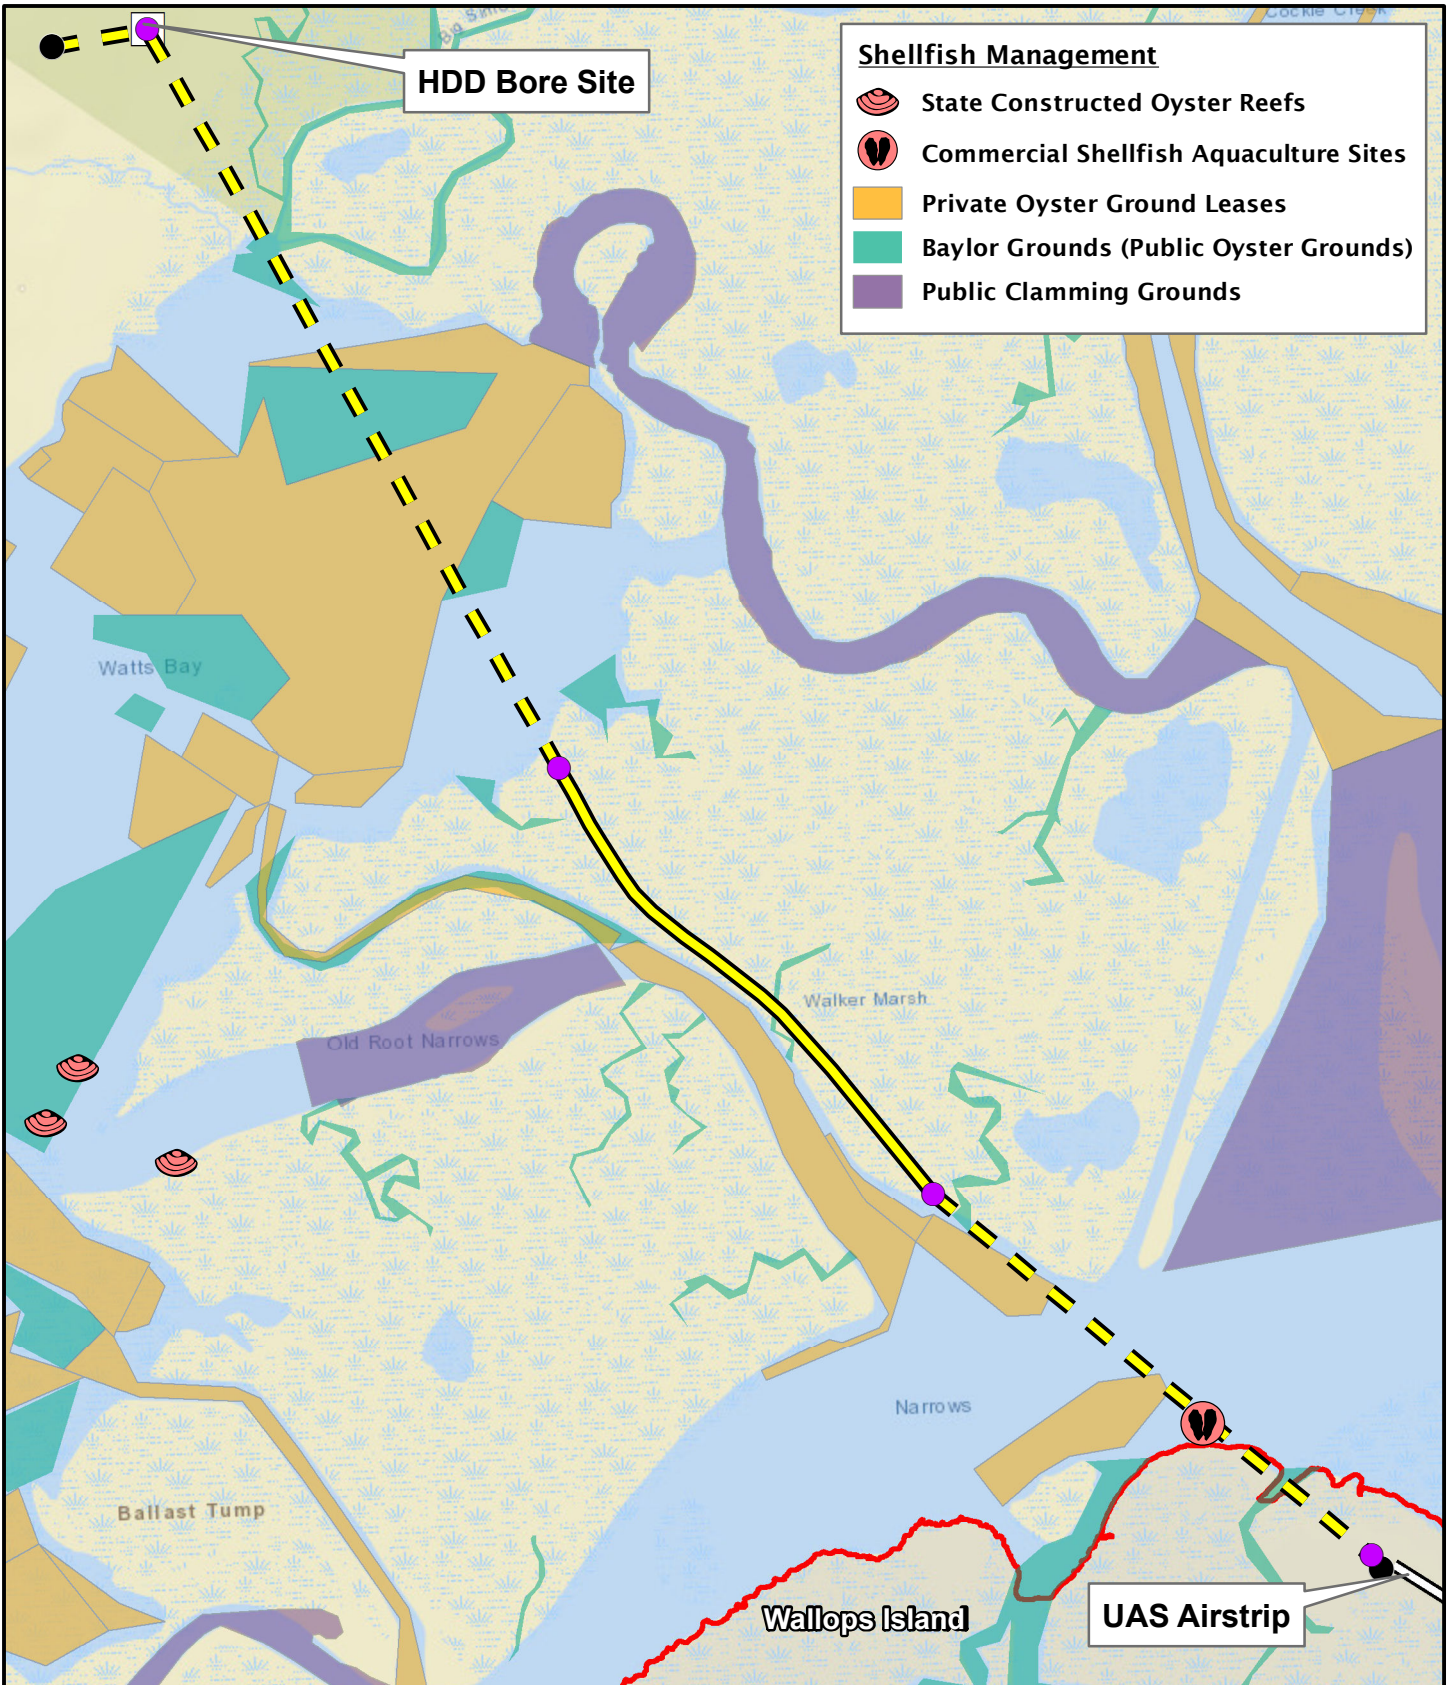 Cockle Creek
HDD Bore Site
Shellfish Management
State Constructed Oyster Reefs
Commercial Shellfish Aquaculture Sites
Private Oyster Ground Leases
Baylor Grounds (Public Oyster Grounds)
Public Clamming Grounds
Watts Bay
Walker Marsh
Old Root Narrows
Narrows
Ballast Tump
Wallops Island
UAS Airstrip